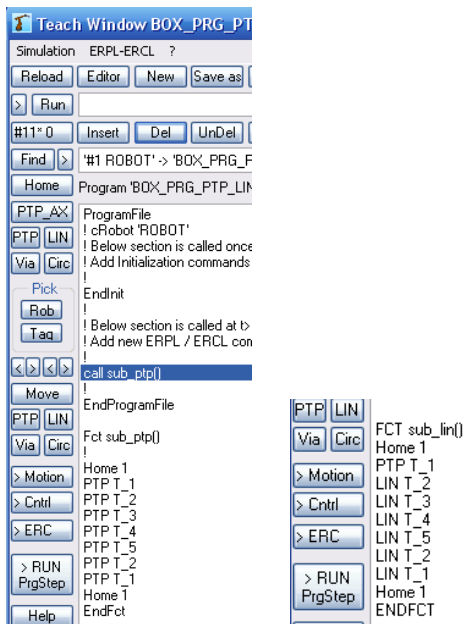 Teach Window BOX_PRG_PT
Simulation ERPL-ERCL ?
Reload Editor New Save as
> Run
#11* 0 Insert Del UnDel
Find > '#1 ROBOT' -> 'BOX_PRG_P
Home Program 'BOX_PRG_PTP_LIN
PTP_AX
PTP LIN
Via Circ
Pick
Rob
Tag
< > < >
Move
PTP LIN
Via Circ
> Motion
> Cntrl
> ERC
> RUN
PrgStep
Help
ProgramFile
! cRobot 'ROBOT'
! Below section is called once
! Add Initialization commands
!
EndInit
!
! Below section is called at t>
! Add new ERPL / ERCL con
!
call sub_ptp()
!
EndProgramFile
Fct sub_ptp()
!
Home 1
PTP T_1
PTP T_2
PTP T_3
PTP T_4
PTP T_5
PTP T_2
PTP T_1
Home 1
EndFct
PTP LIN
Via Circ
> Motion
> Cntrl
> ERC
> RUN
PrgStep
FCT sub_lin()
Home 1
PTP T_1
LIN T_2
LIN T_3
LIN T_4
LIN T_5
LIN T_2
LIN T_1
Home 1
ENDFCT